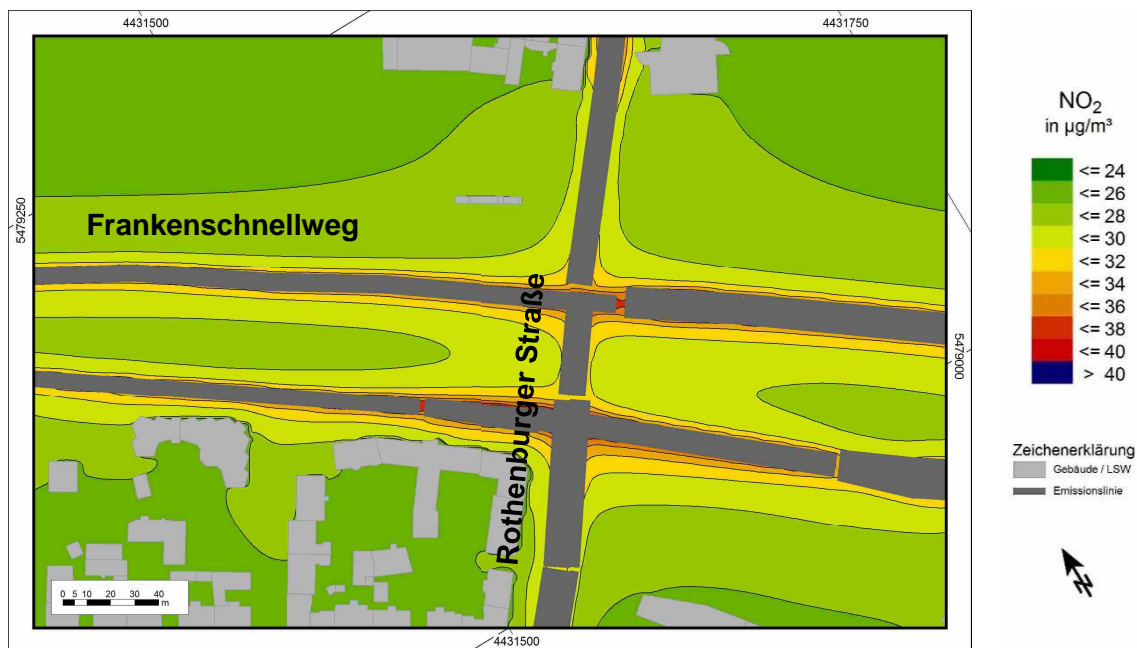 4431500
4431750
5479250
Frankenschnellweg
Rothenburger Straße
5479000
0 5 10 20 30 40
m
4431500
NO2
in µg/m³
<= 24
<= 26
<= 28
<= 30
<= 32
<= 34
<= 36
<= 38
<= 40
> 40
Zeichenerklärung
Gebäude / LSW
Emissionslinie
N